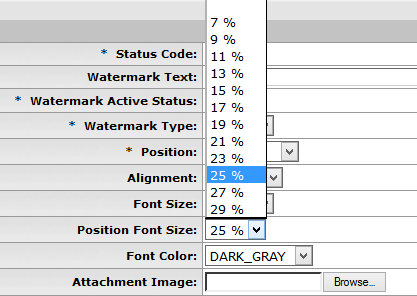 7 %
9 %
11 %
* Status Code:
13 %
Watermark Text:
15 %
* Watermark Active Status:
17 %
* Watermark Type:
19 %
21 %
* Position:
23 %
Alignment:
25 %
27 %
Font Size:
29 %
Position Font Size: 25 %
Font Color: DARK_GRAY
Attachment Image: Browse...